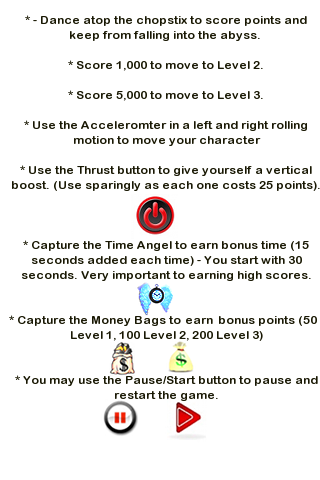 * - Dance atop the chopstix to score points and
keep from falling into the abyss.
* Score 1,000 to move to Level 2.
* Score 5,000 to move to Level 3.
* Use the Acceleromter in a left and right rolling
motion to move your character
* Use the Thrust button to give yourself a vertical
boost. (Use sparingly as each one costs 25 points).
* Capture the Time Angel to earn bonus time (15
seconds added each time) - You start with 30
seconds. Very important to earning high scores.
* Capture the Money Bags to earn bonus points (50
Level 1, 100 Level 2, 200 Level 3)
* You may use the Pause/Start button to pause and
restart the game.